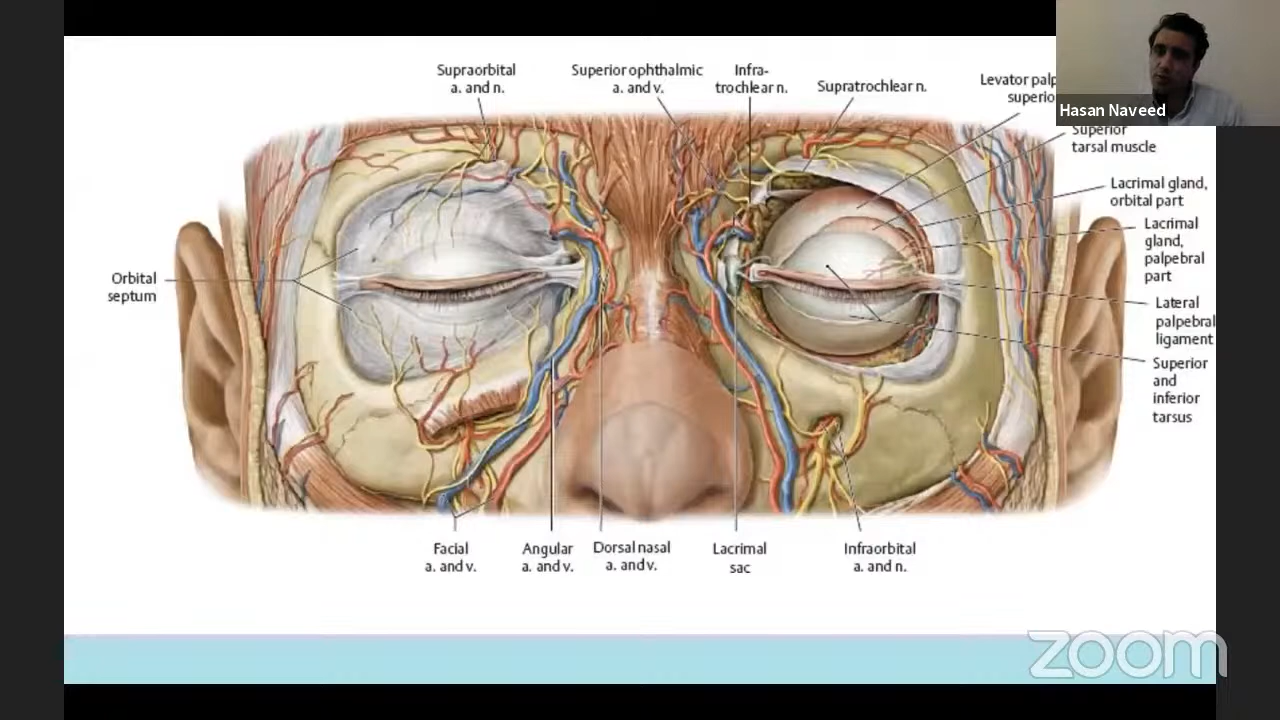 Supraorbital
a. and n.
Superior ophthalmic
a. and v.
Infra-
trochlear n.
Supratrochlear n.
Levator
superio
Hasan Naveed
Superior
tarsal muscle
Lacrimal gland,
orbital part
Lacrimal
gland,
palpebral
part
Orbital
septum
Lateral
palpebral
ligament
Superior
and
inferior
tarsus
Facial
a. and v.
Angular
a. and v.
Dorsal nasal
a. and v.
Lacrimal
sac
Infraorbital
a. and n.
zoom